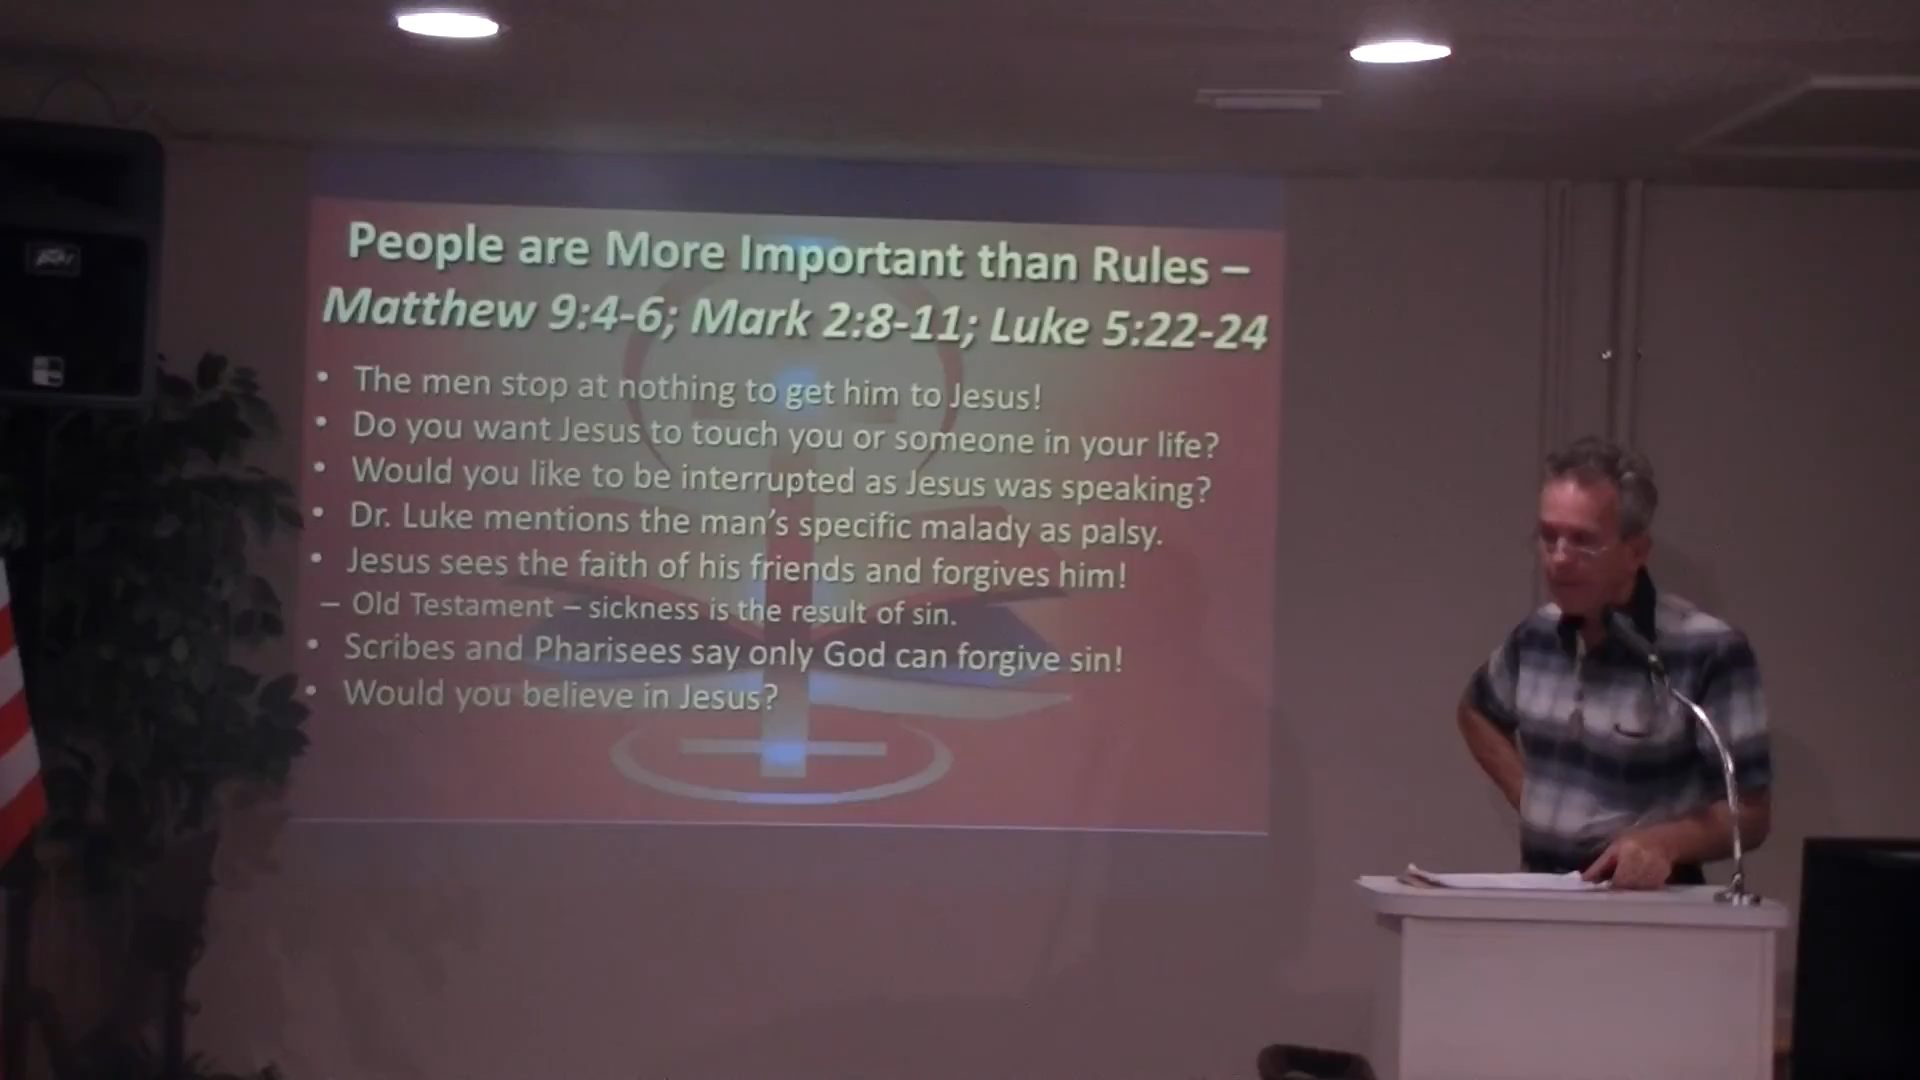 People are More Important than Rules –
Matthew 9:4-6; Mark 2:8-11; Luke 5:22-24
• The men stop at nothing to get him to Jesus!
• Do you want Jesus to touch you or someone in your life?
• Would you like to be interrupted as Jesus was speaking?
• Dr. Luke mentions the man's specific malady as palsy.
• Jesus sees the faith of his friends and forgives him!
– Old Testament – sickness is the result of sin.
• Scribes and Pharisees say only God can forgive sin!
• Would you believe in Jesus?